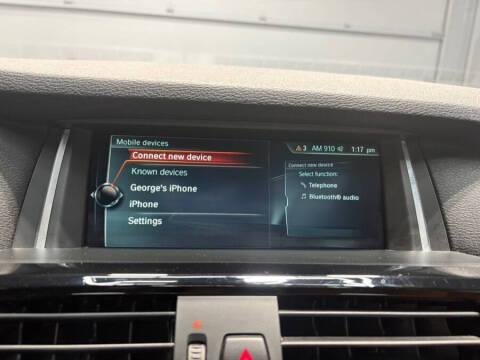 Mobile devices
3 AM 910 1:17 pm
Connect new device
Known devices
George's iPhone
iPhone
Settings
Connect new device
Select function:
Telephone
Bluetooth® audio